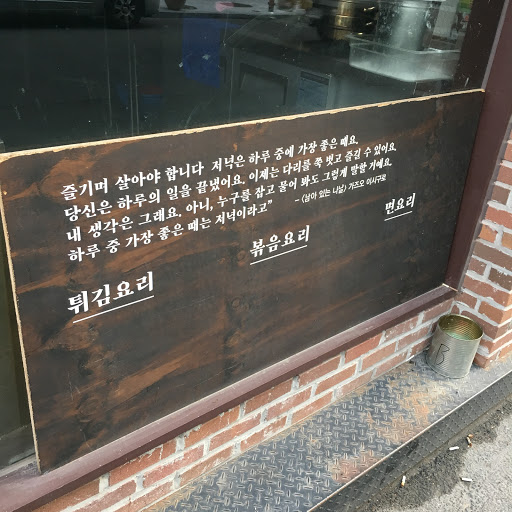 즐기며 살아야 합니다 저녁은 하루 중에 가장 좋은 때요.
당신은 하루의 일을 끝냈어요. 이제는 다리를 쭉 뻗고 즐길 수 있어요.
내 생각은 그래요. 아니, 누구를 잡고 물어 봐도 그렇게 말할 거예요.
하루 중 가장 좋은 때는 저녁이라고"
- <남아 있는 나날> 가즈오 이시구로
튀김요리
볶음요리
면요리
B